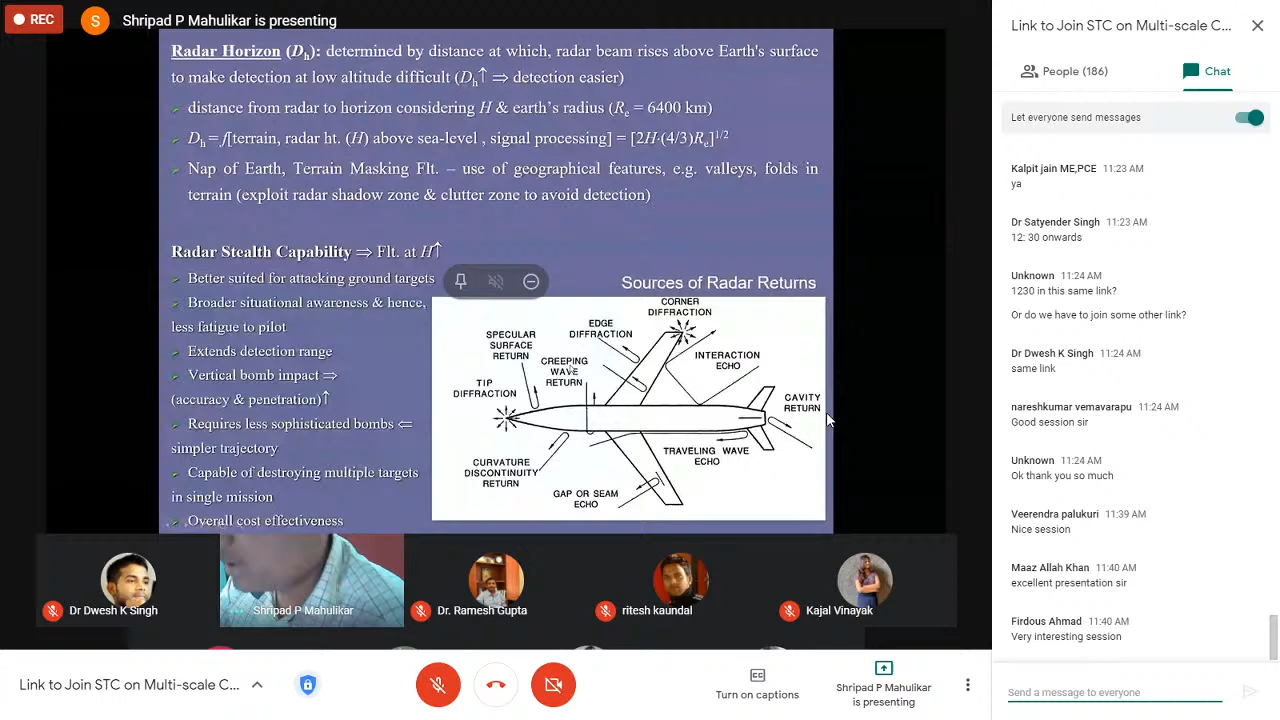 REC
S
Shripad P Mahulikar is presenting
Radar Horizon (Dh): determined by distance at which, radar beam rises above Earth's surface
to make detection at low altitude difficult (Dh↑ ⇒ detection easier)
➢ distance from radar to horizon considering H & earth's radius (Re = 6400 km)
➢ Dh = f[terrain, radar ht. (H) above sea-level , signal processing] = [2H·(4/3)Re]1/2
➢ Nap of Earth, Terrain Masking Flt. – use of geographical features, e.g. valleys, folds in
terrain (exploit radar shadow zone & clutter zone to avoid detection)
Radar Stealth Capability ⇒ Flt. at H↑
➢ Better suited for attacking ground targets
➢ Broader situational awareness & hence,
less fatigue to pilot
➢ Extends detection range
➢ Vertical bomb impact ⇒
(accuracy & penetration)↑
➢ Requires less sophisticated bombs ⇐
simpler trajectory
➢ Capable of destroying multiple targets
in single mission
➢ Overall cost effectiveness
Sources of Radar Returns
CORNER
DIFFRACTION
EDGE
DIFFRACTION
SPECULAR
SURFACE
RETURN
CREEPING
WAVE
RETURN
INTERACTION
ECHO
TIP
DIFFRACTION
CAVITY
RETURN
TRAVELING WAVE
ECHO
CURVATURE
DISCONTINUITY
RETURN
GAP OR SEAM
ECHO
Dr Dwesh K Singh
Shripad P Mahulikar
Dr. Ramesh Gupta
ritesh kaundal
Kajal Vinayak
Link to Join STC on Multi-scale C...
Turn on captions
Shripad P Mahulikar
is presenting
Link to Join STC on Multi-scale C...
People (186)
Chat
Let everyone send messages
Kalpit jain ME,PCE 11:23 AM
ya
Dr Satyender Singh 11:23 AM
12: 30 onwards
Unknown 11:24 AM
1230 in this same link?
Or do we have to join some other link?
Dr Dwesh K Singh 11:24 AM
same link
nareshkumar vemavarapu 11:24 AM
Good session sir
Unknown 11:24 AM
Ok thank you so much
Veerendra palukuri 11:39 AM
Nice session
Maaz Allah Khan 11:40 AM
excellent presentation sir
Firdous Ahmad 11:40 AM
Very interesting session
Send a message to everyone